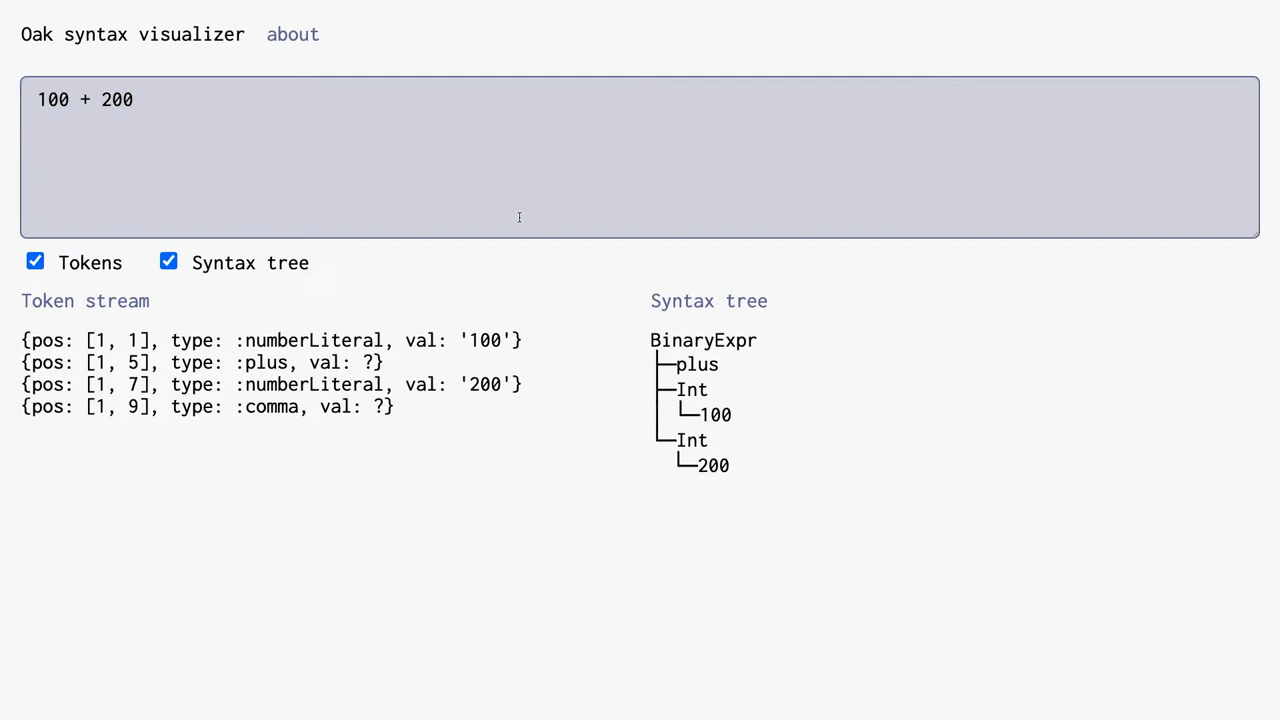 Oak syntax visualizer about
100 + 200
Tokens Syntax tree
Token stream
{pos: [1, 1], type: :numberLiteral, val: '100'}
{pos: [1, 5], type: :plus, val: ?}
{pos: [1, 7], type: :numberLiteral, val: '200'}
{pos: [1, 9], type: :comma, val: ?}
Syntax tree
BinaryExpr
plus
Int
100
Int
200